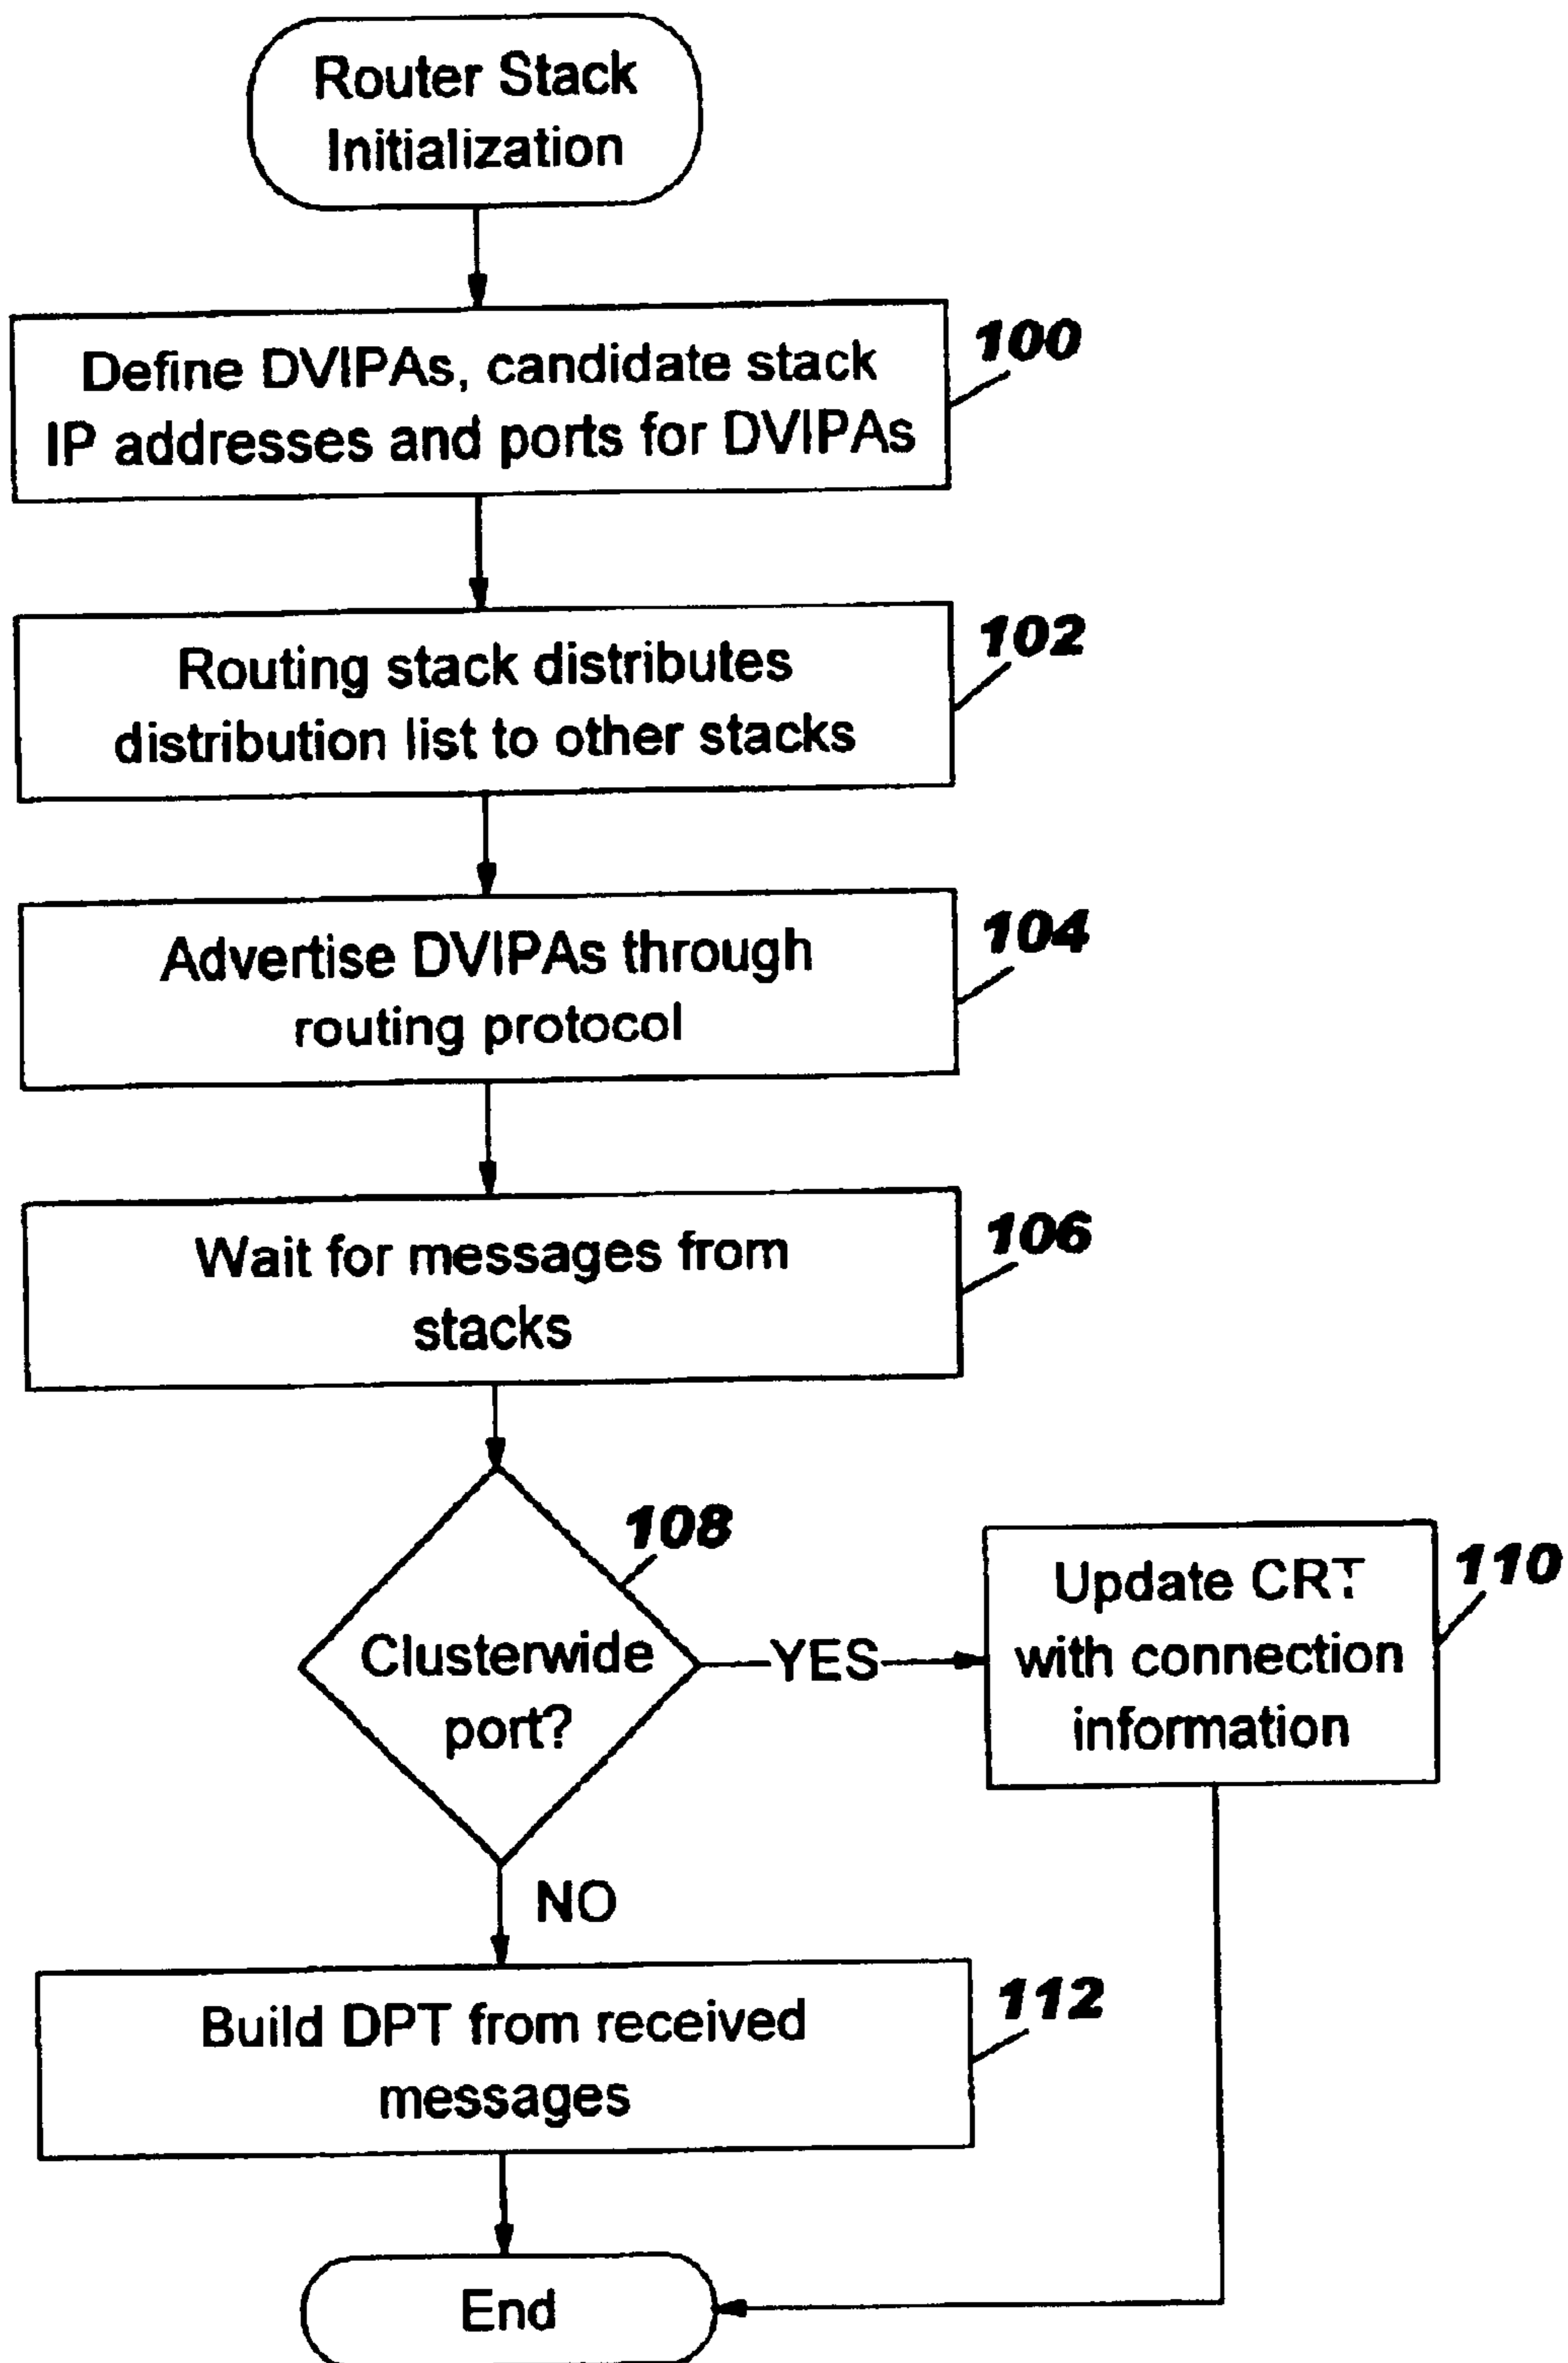 Router Stack
Initialization
Define DVIPAs, candidate stack
IP addresses and ports for DVIPAs
100
Routing stack distributes
distribution list to other stacks
102
Advertise DVIPAs through
routing protocol
104
Wait for messages from
stacks
106
Clusterwide
port?
108
YES
Update CRT
with connection
information
110
NO
Build DPT from received
messages
112
End